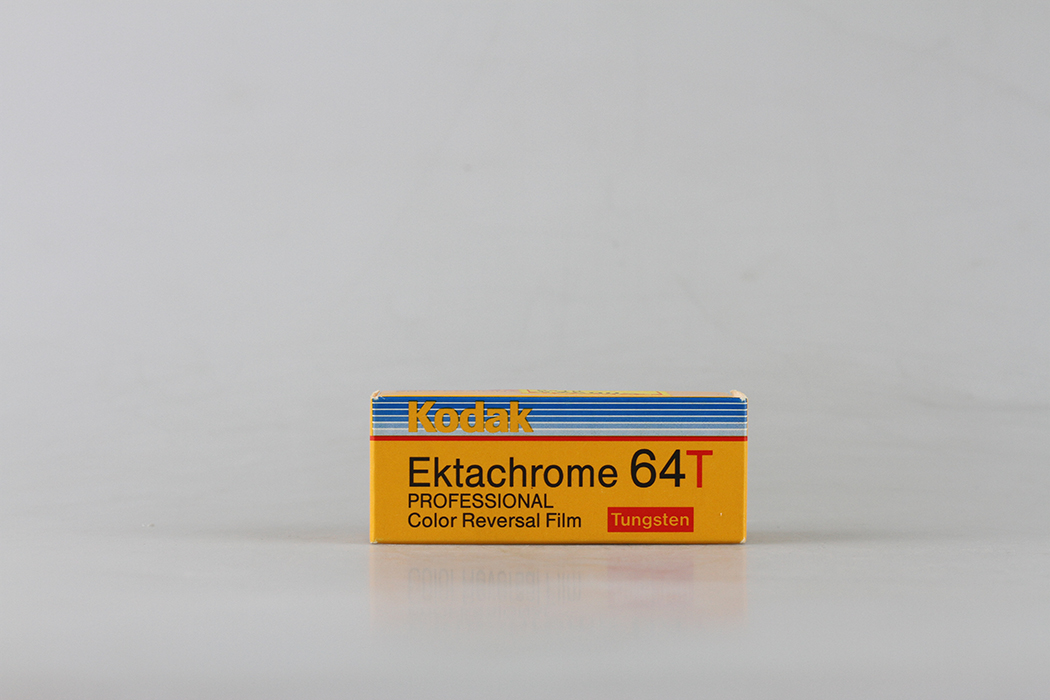 Kodak
Ektachrome 64T
PROFESSIONAL
Color Reversal Film
Tungsten